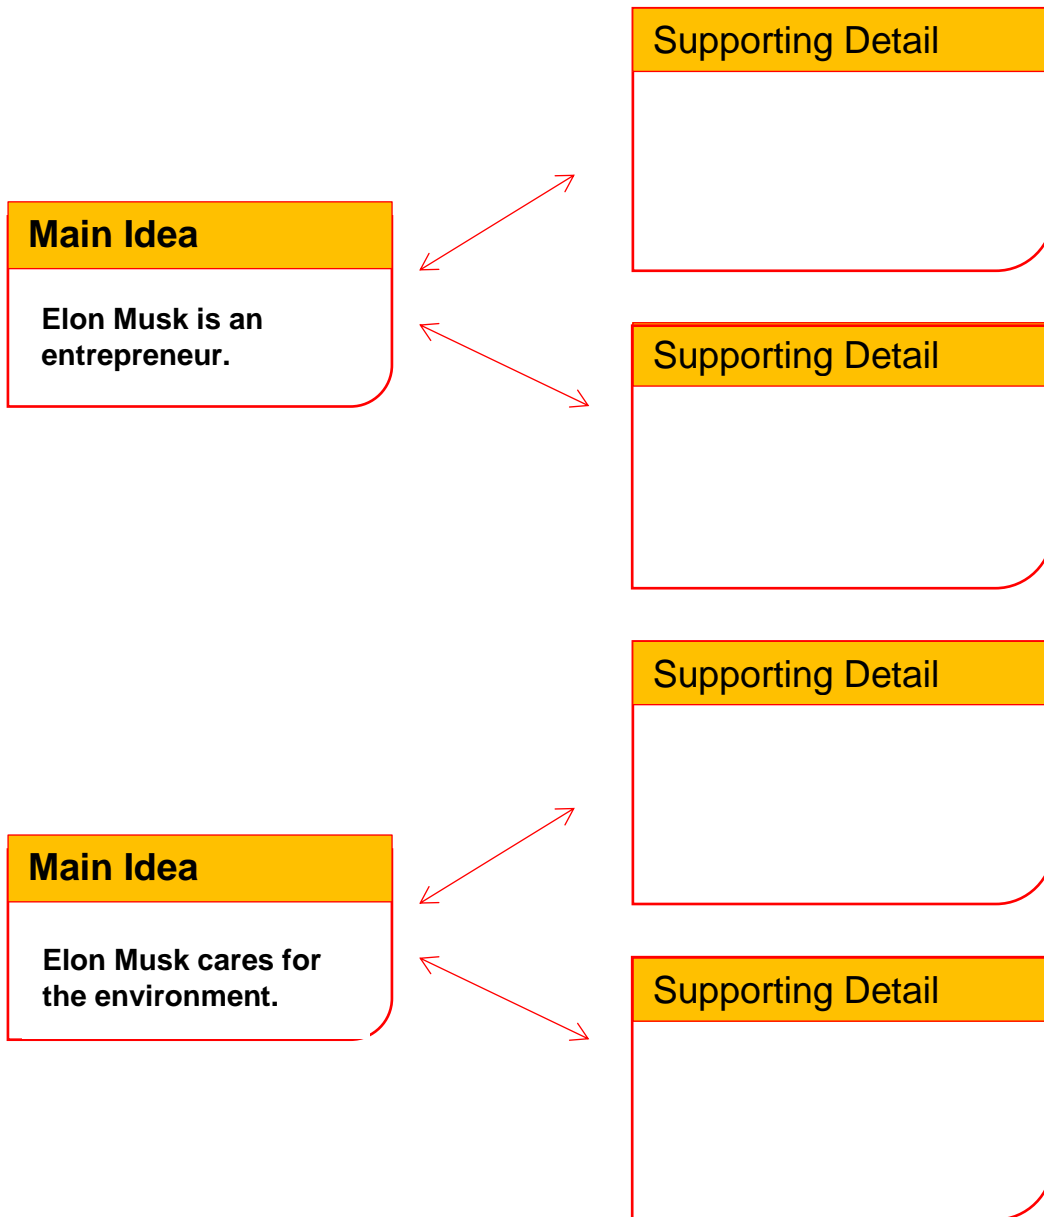 Supporting Detail
Main Idea
Elon Musk is an
entrepreneur.
Supporting Detail
Supporting Detail
Main Idea
Elon Musk cares for
the environment.
Supporting Detail